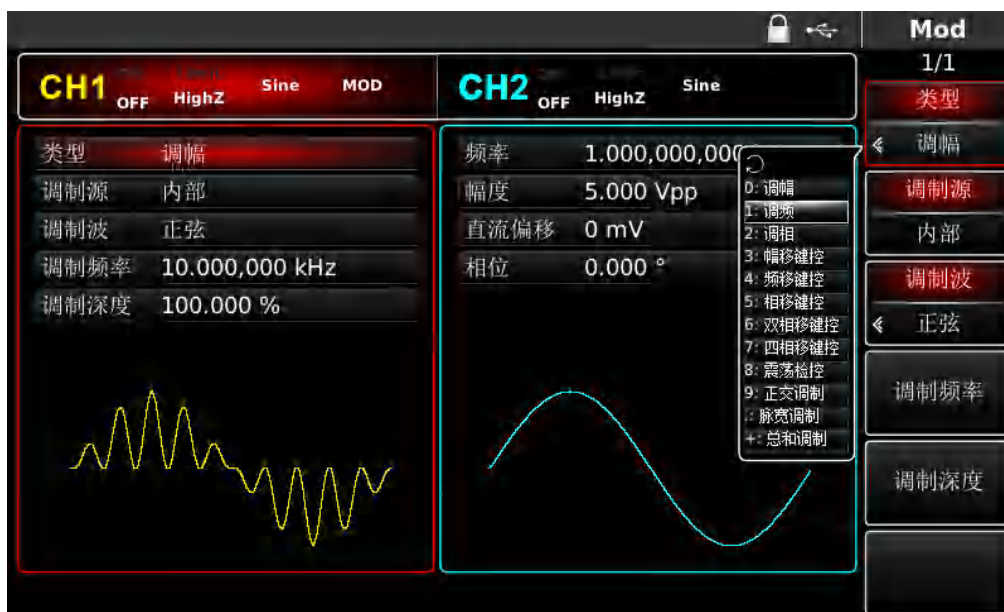 Mod
1/1
CH1 OFF HighZ Sine MOD
CH2 OFF HighZ Sine
类型 调幅
调制源 内部
调制波 正弦
调制频率 10.000,000 kHz
调制深度 100.000 %
频率 1.000,000,000
幅度 5.000 Vpp
直流偏移 0 mV
相位 0.000 °
0: 调幅
1: 调频
2: 调相
3: 幅移键控
4: 频移键控
5: 相移键控
6: 双相移键控
7: 四相移键控
8: 震荡检控
9: 正交调制
.: 脉宽调制
+: 总和调制
类型
调幅
调制源
内部
调制波
正弦
调制频率
调制深度